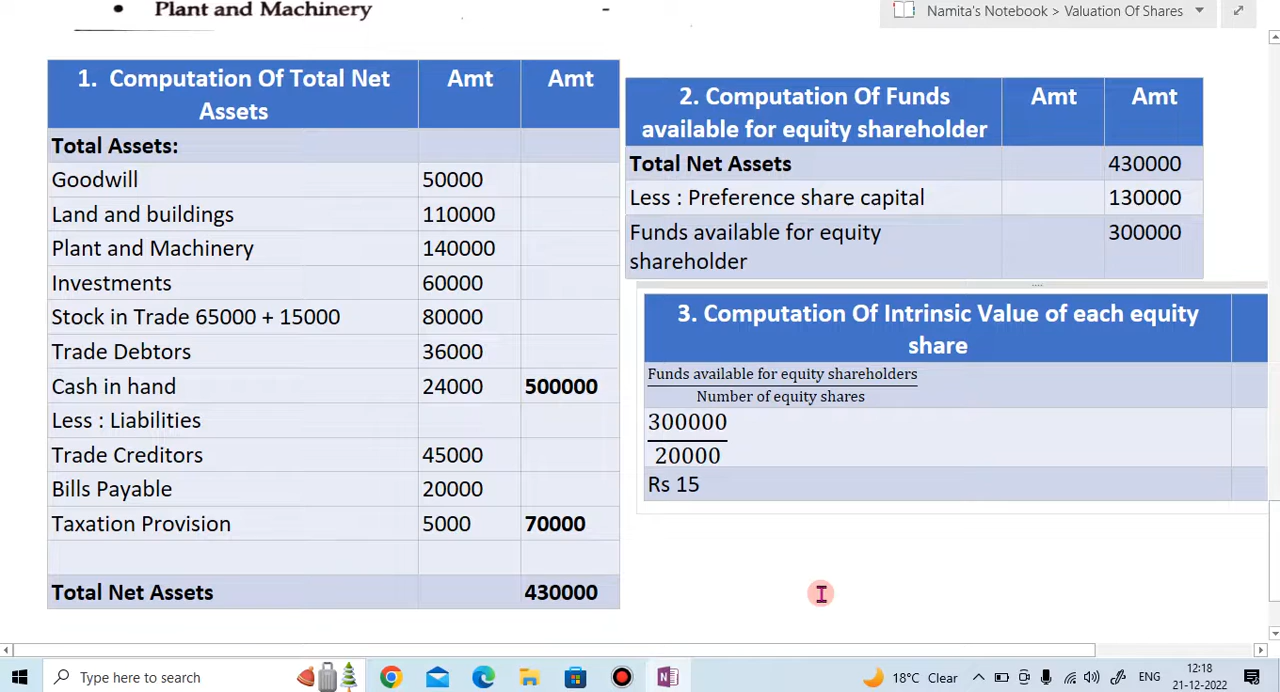 • Plant and Machinery -
Namita's Notebook > Valuation Of Shares
1. Computation Of Total Net Assets Amt Amt
Total Assets:
Goodwill 50000
Land and buildings 110000
Plant and Machinery 140000
Investments 60000
Stock in Trade 65000 + 15000 80000
Trade Debtors 36000
Cash in hand 24000 500000
Less : Liabilities
Trade Creditors 45000
Bills Payable 20000
Taxation Provision 5000 70000
Total Net Assets 430000
2. Computation Of Funds available for equity shareholder Amt Amt
Total Net Assets 430000
Less : Preference share capital 130000
Funds available for equity shareholder 300000
3. Computation Of Intrinsic Value of each equity share
Funds available for equity shareholders
Number of equity shares
300000
20000
Rs 15
Type here to search
18°C Clear
ENG
12:18
21-12-2022